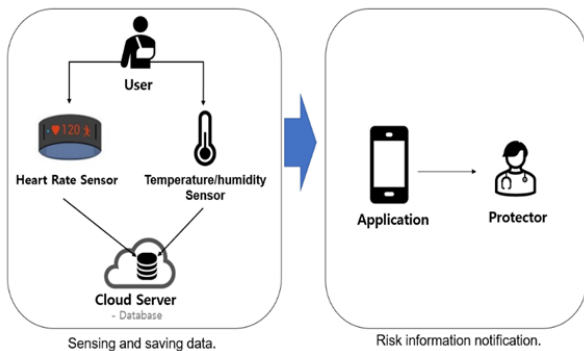 User
120
Heart Rate Sensor
Temperature/humidity
Sensor
Cloud Server
- Database
Sensing and saving data.
Application
Protector
Risk information notification.